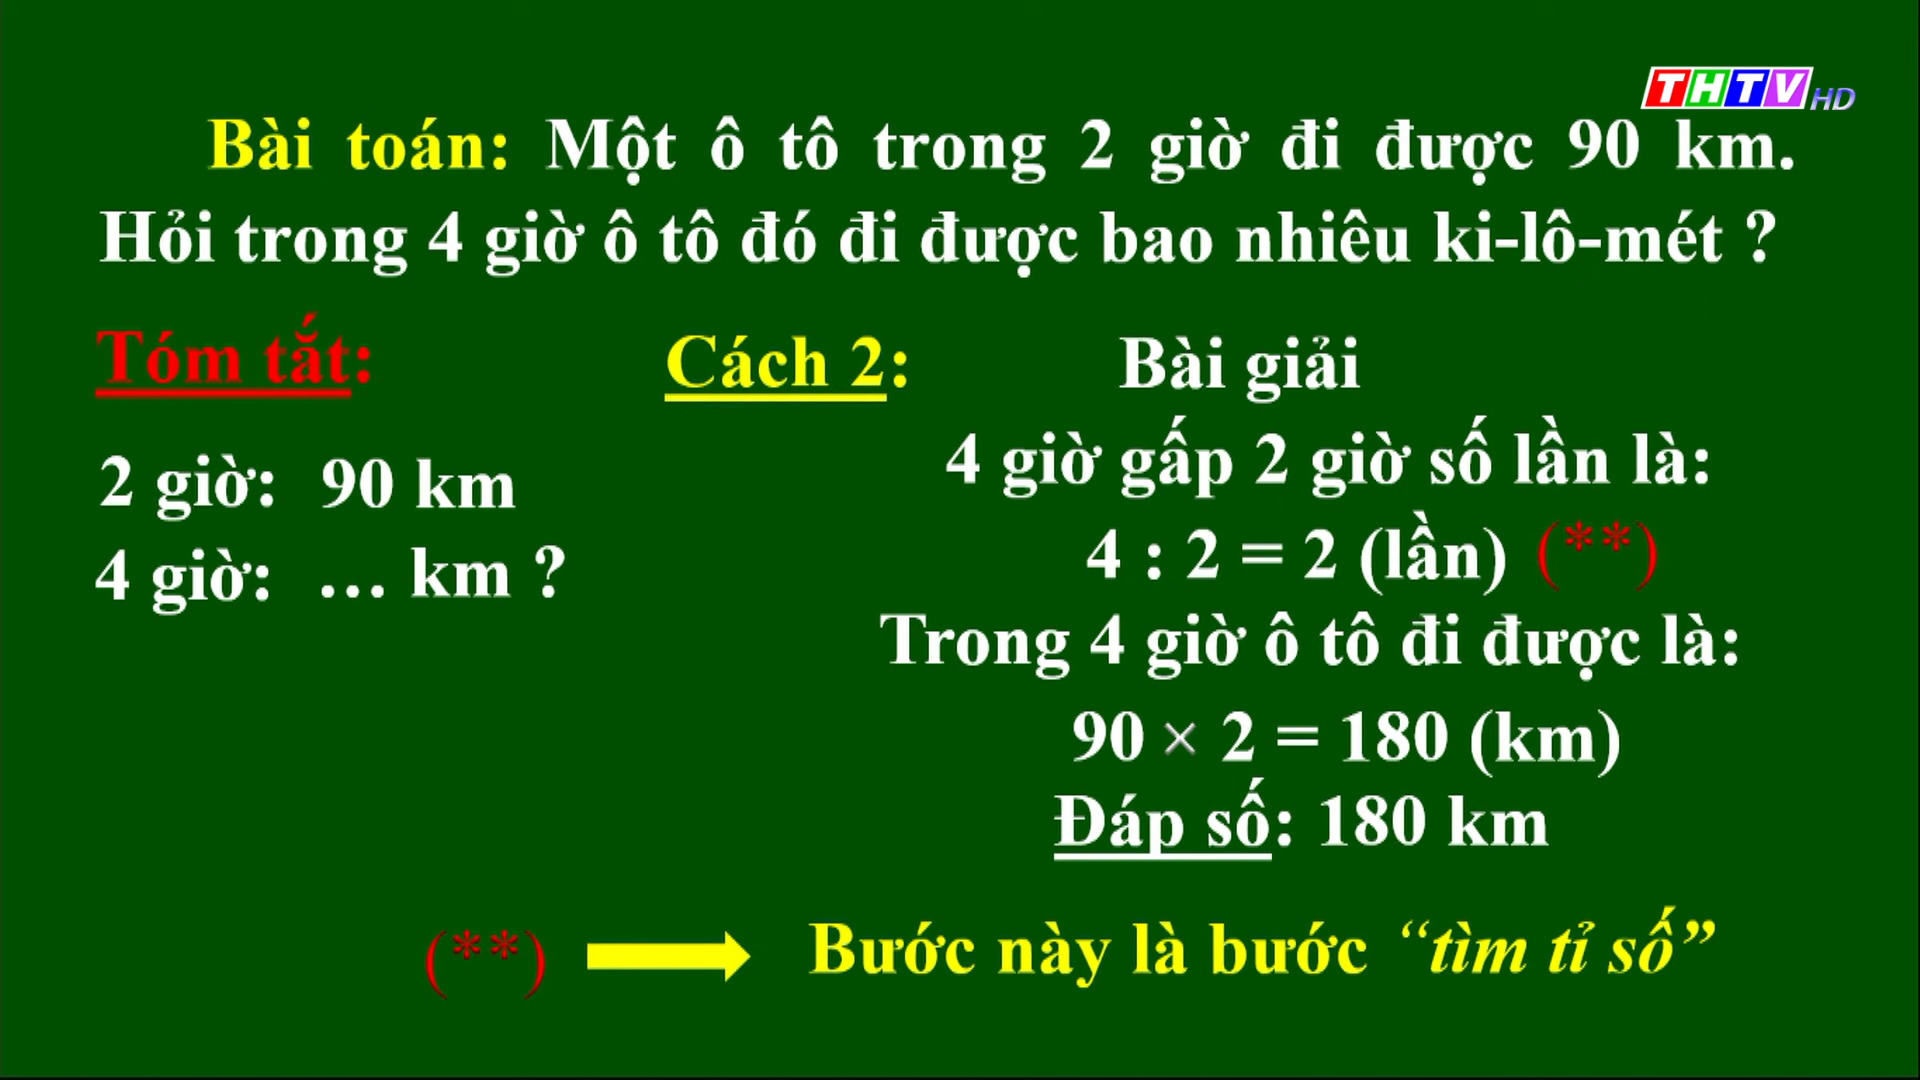 THTV HD
Bài toán: Một ô tô trong 2 giờ đi được 90 km.
Hỏi trong 4 giờ ô tô đó đi được bao nhiêu ki-lô-mét ?
Tóm tắt:
2 giờ: 90 km
4 giờ: ... km ?
Cách 2:
Bài giải
4 giờ gấp 2 giờ số lần là:
4 : 2 = 2 (lần) (**)
Trong 4 giờ ô tô đi được là:
90 × 2 = 180 (km)
Đáp số: 180 km
(**) Bước này là bước “tìm tỉ số”